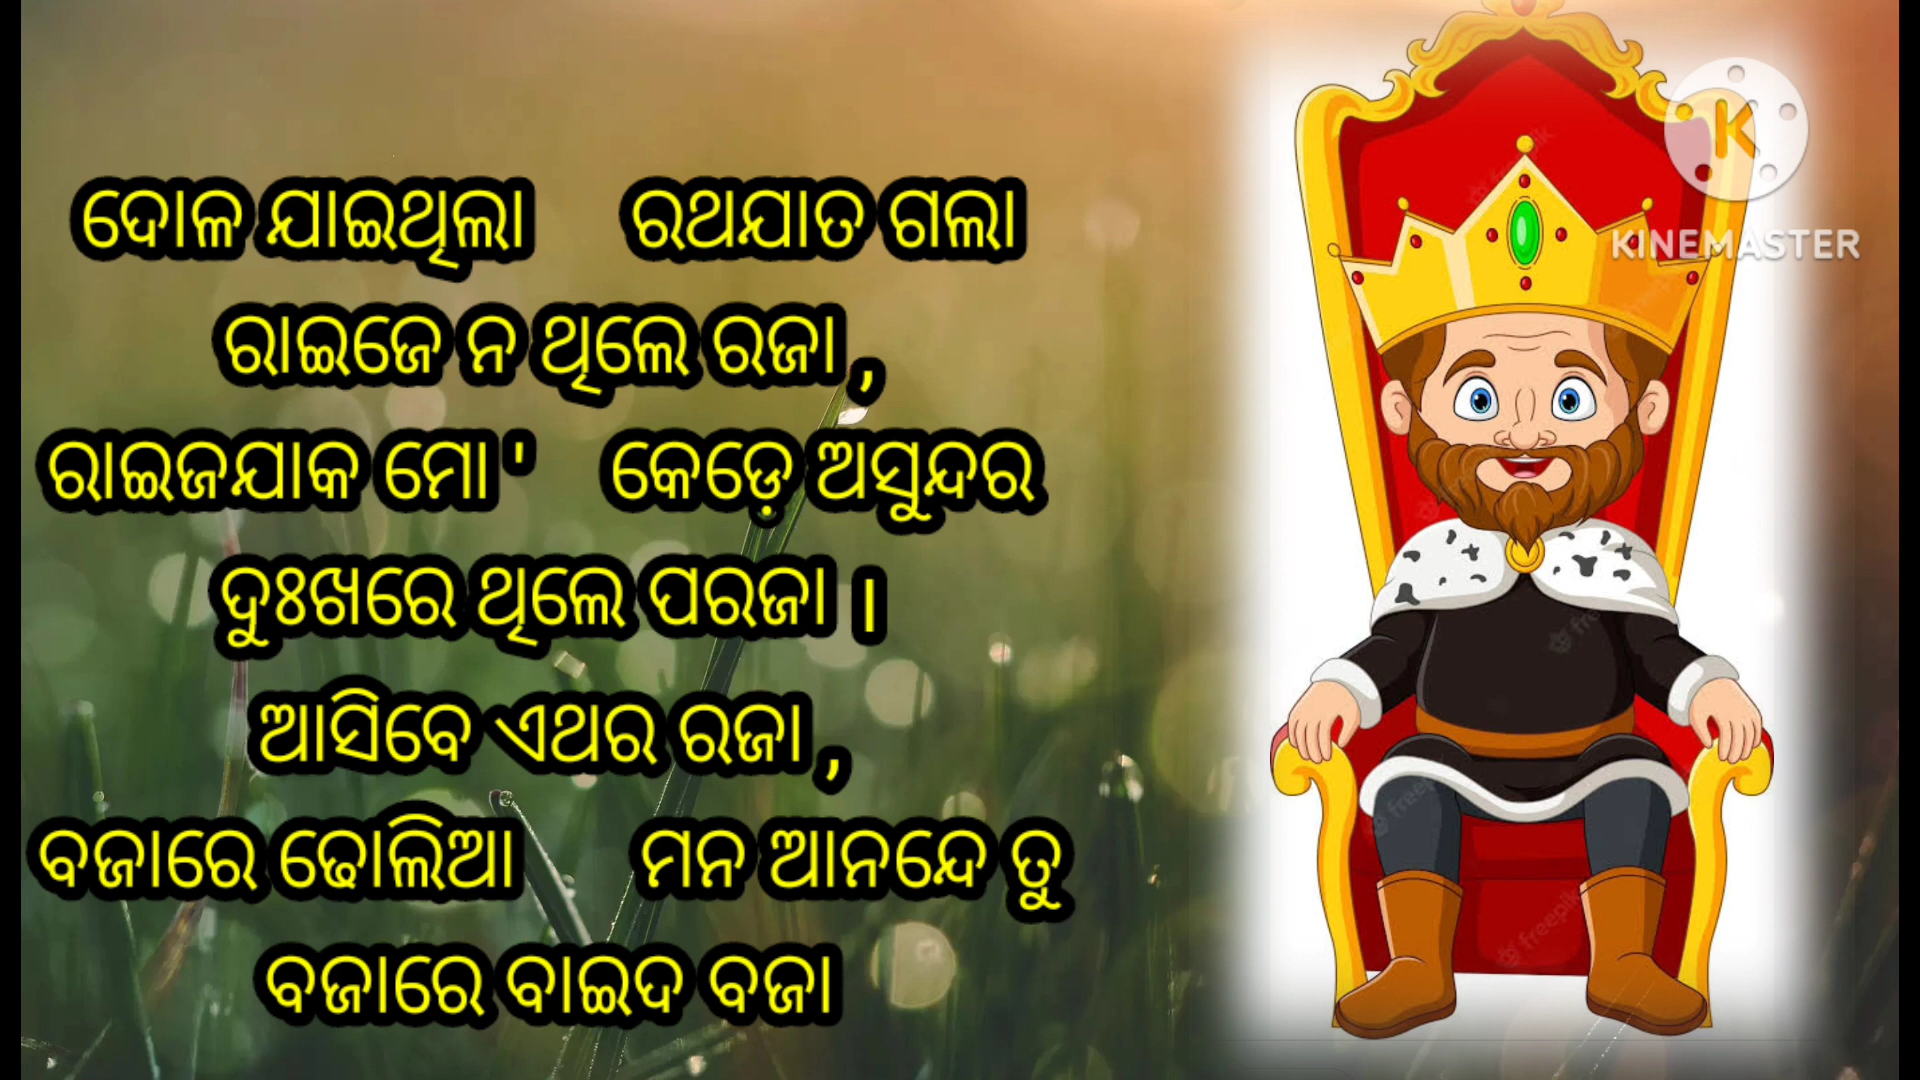 ଦୋଳ ଯାଇଥିଲା ରଥଯାତ ଗଲା
ରାଇଜେ ନ ଥିଲେ ରଜା ,
ରାଇଜଯାକ ମୋ ' କେଡ଼େ ଅସୁନ୍ଦର
ଦୁଃଖରେ ଥିଲେ ପରଜା ।
ଆସିବେ ଏଥର ରଜା ,
ବଜାରେ ଢୋଲିଆ ମନ ଆନନ୍ଦେ ତୁ
ବଜାରେ ବାଇଦ ବଜା
K
KINEMASTER